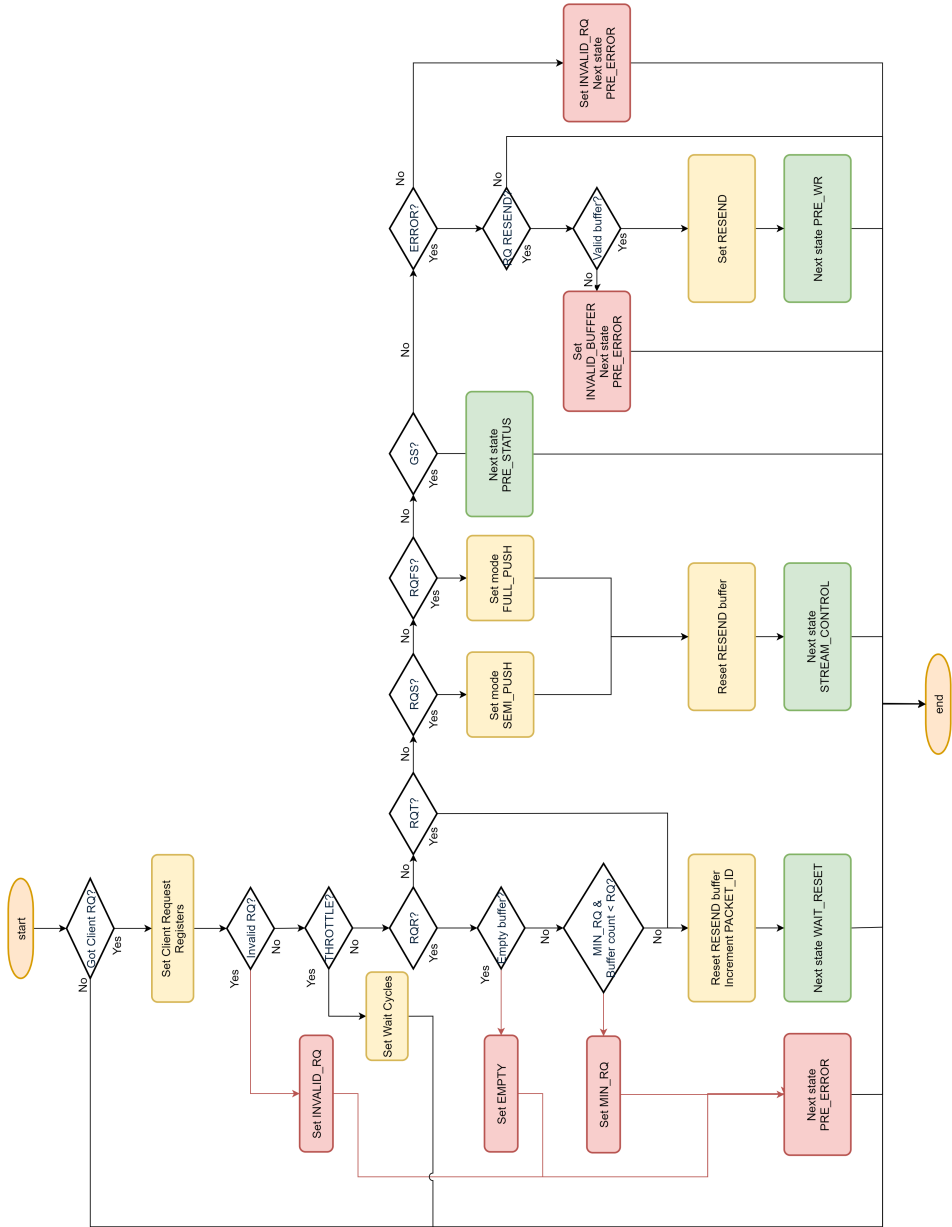 start
Got Client RQ?
No
Yes
Set Client Request
Registers
Invalid RQ?
Yes
No
Set INVALID_RQ
THROTTLE?
Yes
No
Set Wait Cycles
RQR?
No
Yes
RQT?
No
Yes
RQS?
No
Yes
RQFS?
No
Yes
GS?
No
Yes
ERROR?
No
Yes
Set INVALID_RQ
Next state
PRE_ERROR
Empty buffer?
Yes
No
Set EMPTY
Set mode
SEMI_PUSH
Set mode
FULL_PUSH
Next state
PRE_STATUS
RQ RESEND?
No
Yes
MIN_RQ &
Buffer count < RQ?
No
Set MIN_RQ
Valid buffer?
No
Yes
Set
INVALID_BUFFER
Next state
PRE_ERROR
Reset RESEND buffer
Increment PACKET_ID
Reset RESEND buffer
Set RESEND
Next state
PRE_ERROR
Next state WAIT_RESET
Next state
STREAM_CONTROL
Next state PRE_WR
end